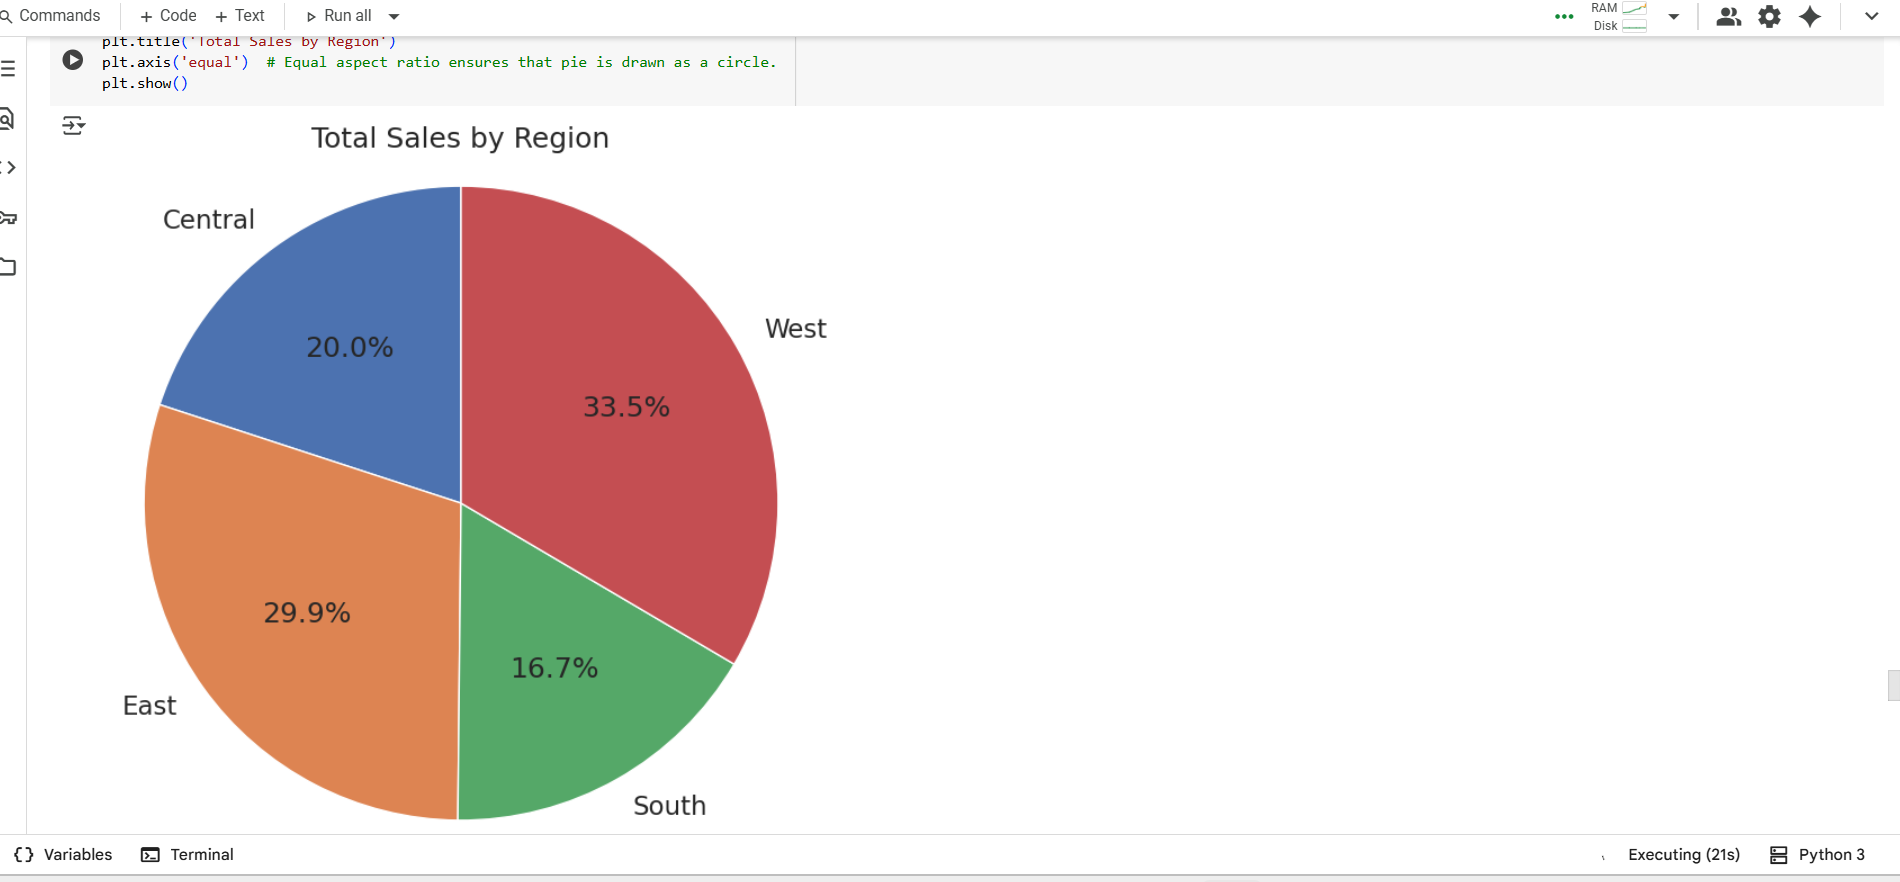 Commands + Code + Text Run all
RAM
Disk
plt.title('Total Sales by Region')
plt.axis('equal')  # Equal aspect ratio ensures that pie is drawn as a circle.
plt.show()
Total Sales by Region
Central
West
20.0%
33.5%
29.9%
16.7%
East
South
{} Variables Terminal Executing (21s) Python 3